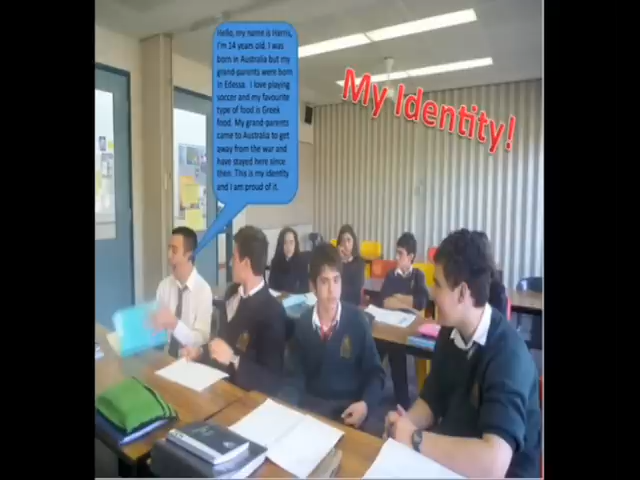 Hello, my name is Harris,
I'm 14 years old. I was
born in Australia but my
grand-parents were born
in Edessa. I love playing
soccer and my favourite
type of food is Greek
food. My grand-parents
came to Australia to get
away from the war and
have stayed here since
then. This is my identity
and I am proud of it.
My Identity!